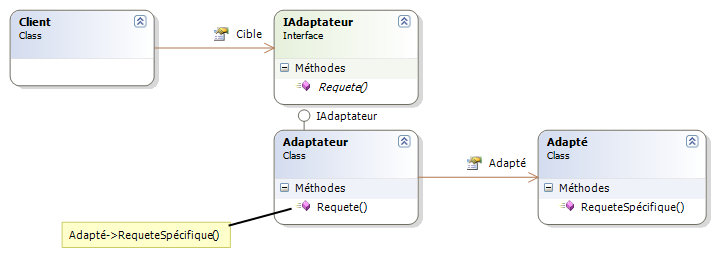 Client
Class
Cible
IAdaptateur
Interface
Méthodes
Requete()
IAdaptateur
Adaptateur
Class
Méthodes
Requete()
Adapté->RequeteSpécifique()
Adapté
Adapté
Class
Méthodes
RequeteSpécifique()